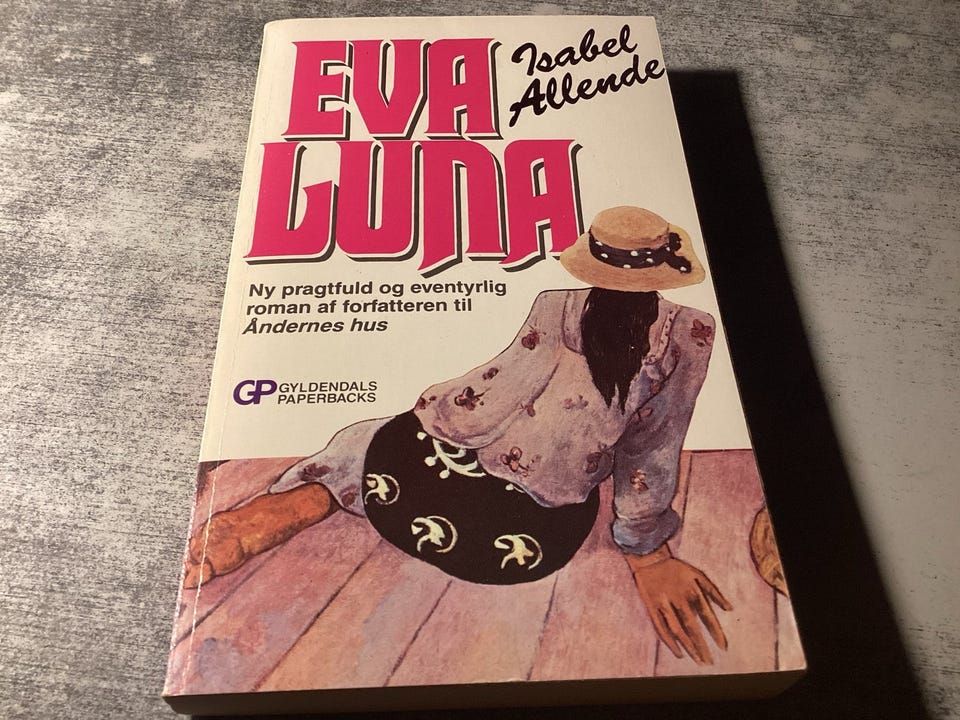 EVA
LUNA
Isabel
Allende
Ny pragtfuld og eventyrlig
roman af forfatteren til
Åndernes hus
GP GYLDENDALS
PAPERBACKS